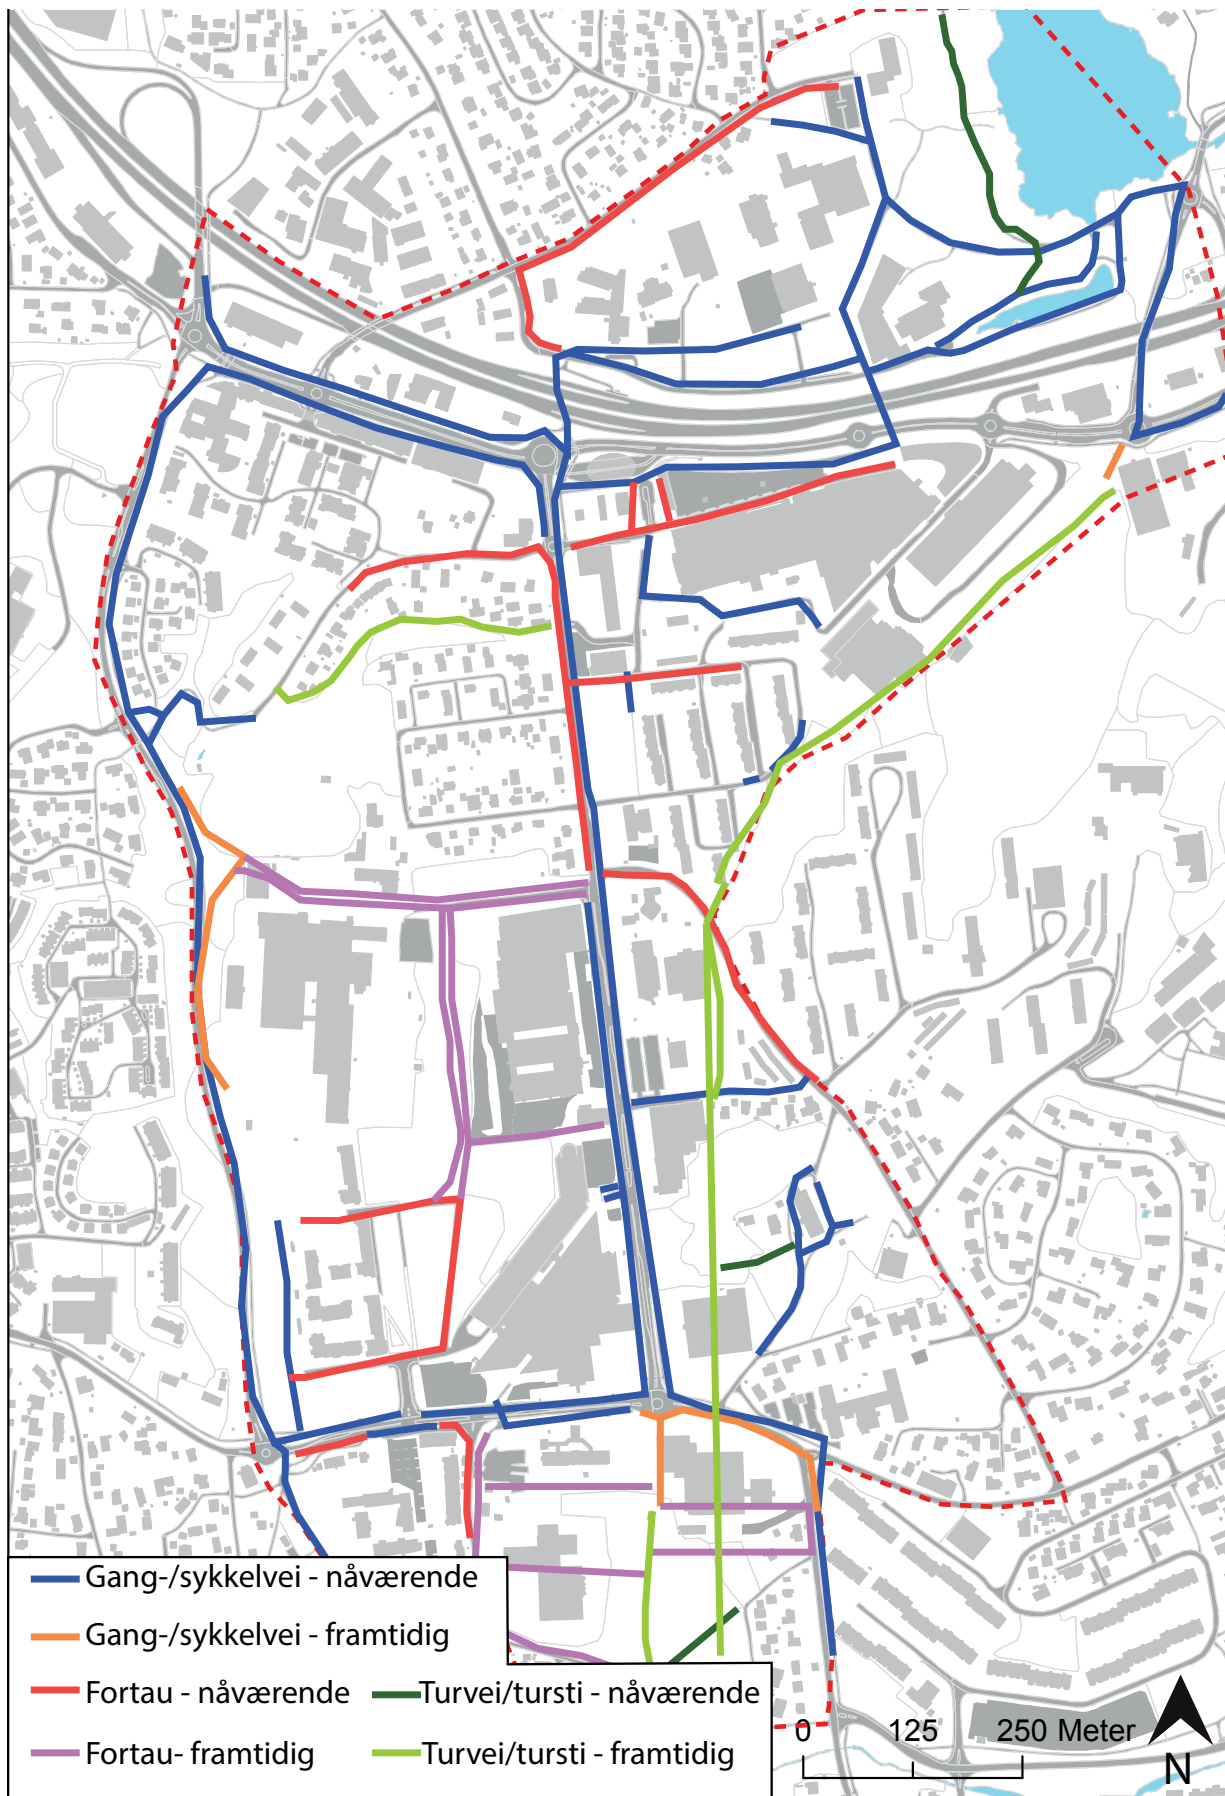 Gang-/sykkelvei - nåværende
Gang-/sykkelvei - framtidig
Fortau - nåværende
Turvei/tursti - nåværende
Fortau- framtidig
Turvei/tursti - framtidig
0 125 250 Meter
N